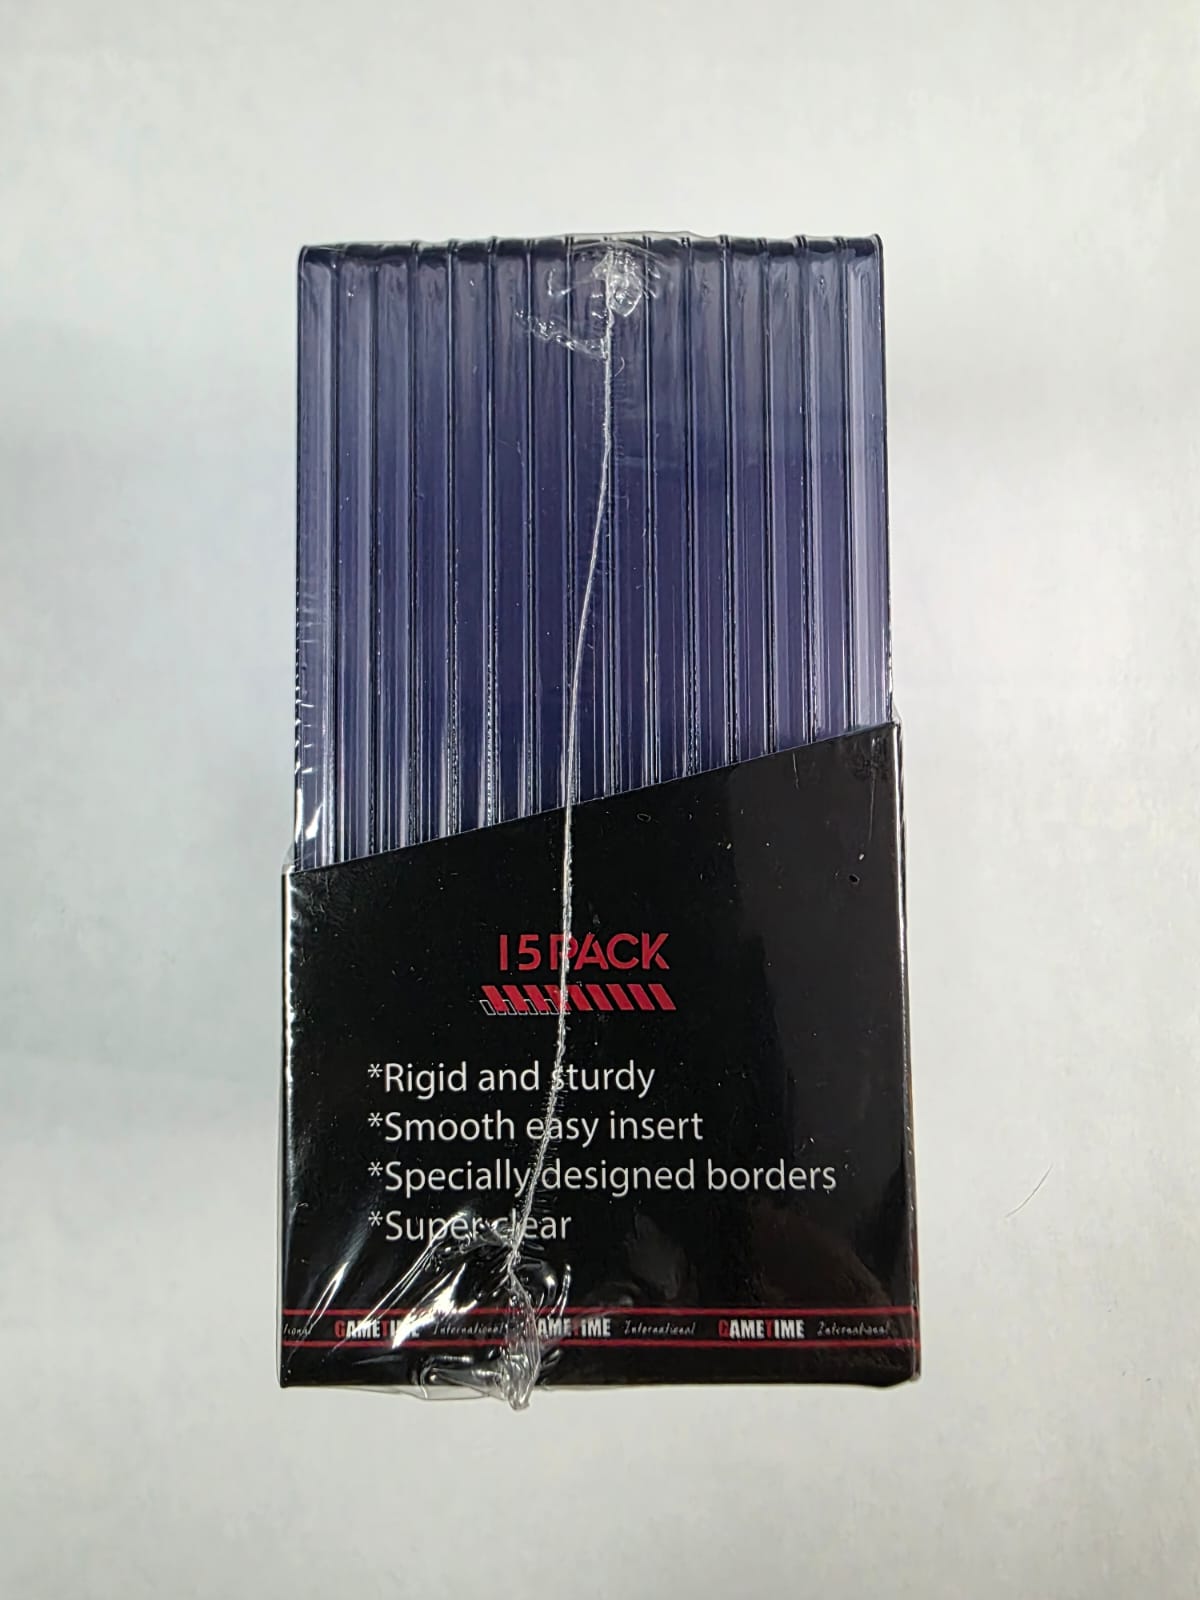 15 PACK
*Rigid and sturdy
*Smooth easy insert
*Specially designed borders
*Super clear
GAMETIME International GAMETIME International GAMETIME International